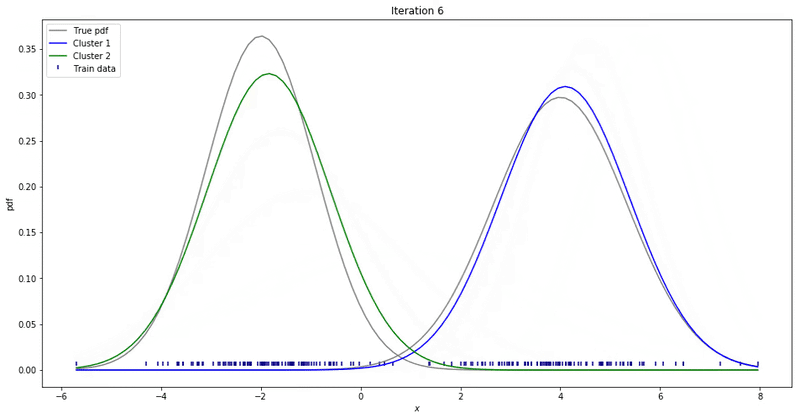 Iteration 6
True pdf
Cluster 1
Cluster 2
Train data
pdf
0.35
0.30
0.25
0.20
0.15
0.10
0.05
0.00
−6 −4 −2 0 2 4 6 8
x